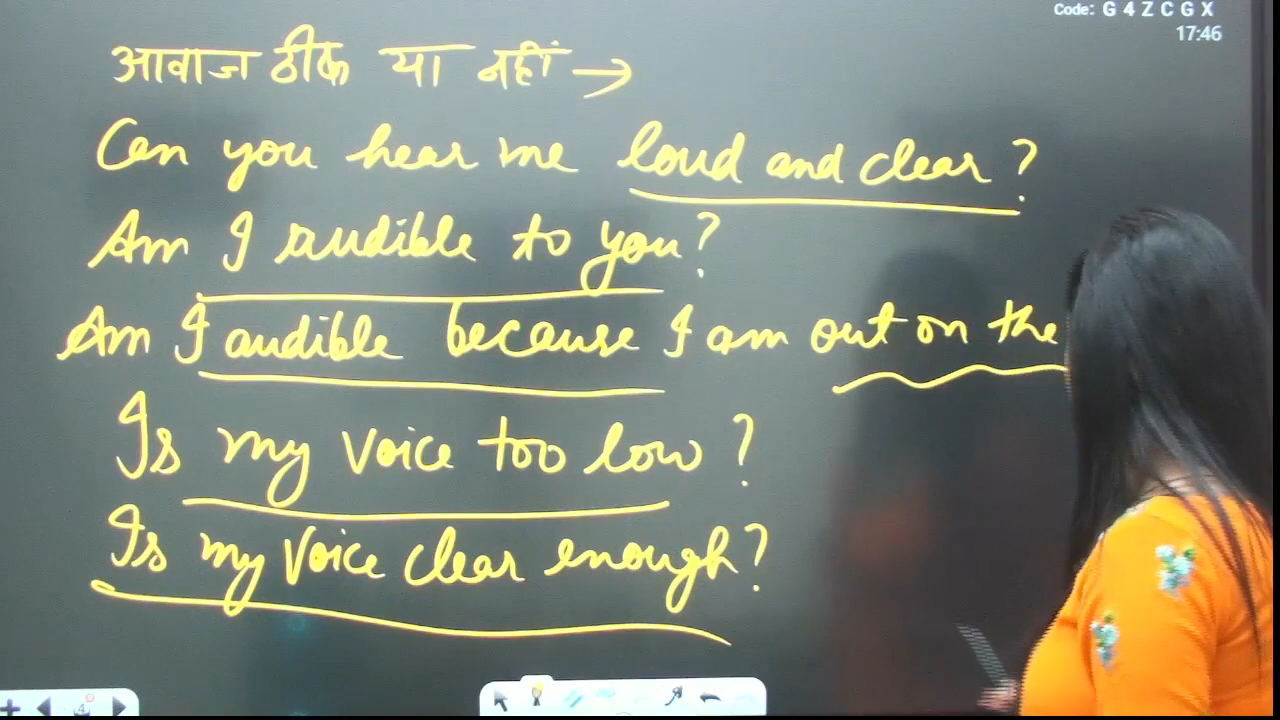 Code: G 4 Z C G X
17:46
आवाज ठीक या नहीं →
Can you hear me loud and clear?
Am I audible to you?
Am I audible because I am out on the
Is my voice too low?
Is my voice clear enough?